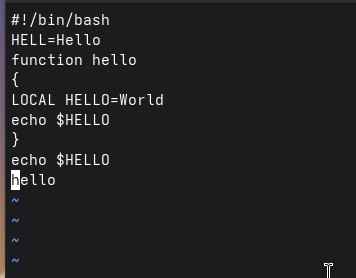 #!/bin/bash
HELL=Hello
function hello
{
LOCAL HELLO=World
echo $HELLO
}
echo $HELLO
hello
~
~
~
~